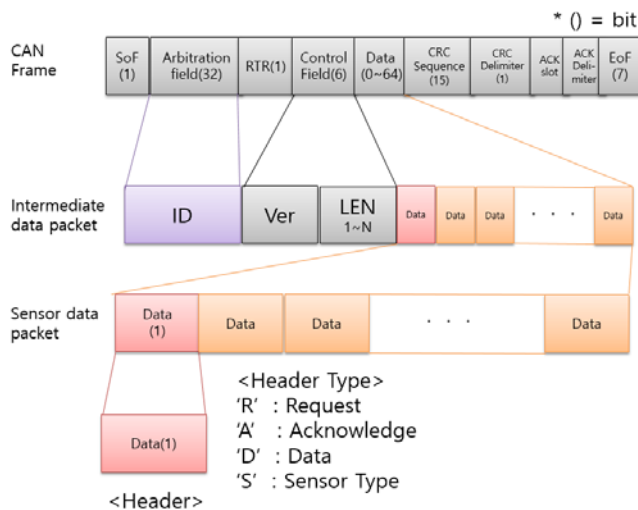 * () = bit
CAN
Frame
SoF
(1)
Arbitration
field(32)
RTR(1)
Control
Field(6)
Data
(0~64)
CRC
Sequence
(15)
CRC
Delimiter
(1)
ACK
slot
ACK
Deli-
miter
EoF
(7)
Intermediate
data packet
ID
Ver
LEN
1~N
Data
Data
Data
. . .
Data
Sensor data
packet
Data
(1)
Data
Data
. . .
Data
Data(1)
<Header>
<Header Type>
'R' : Request
'A' : Acknowledge
'D' : Data
'S' : Sensor Type